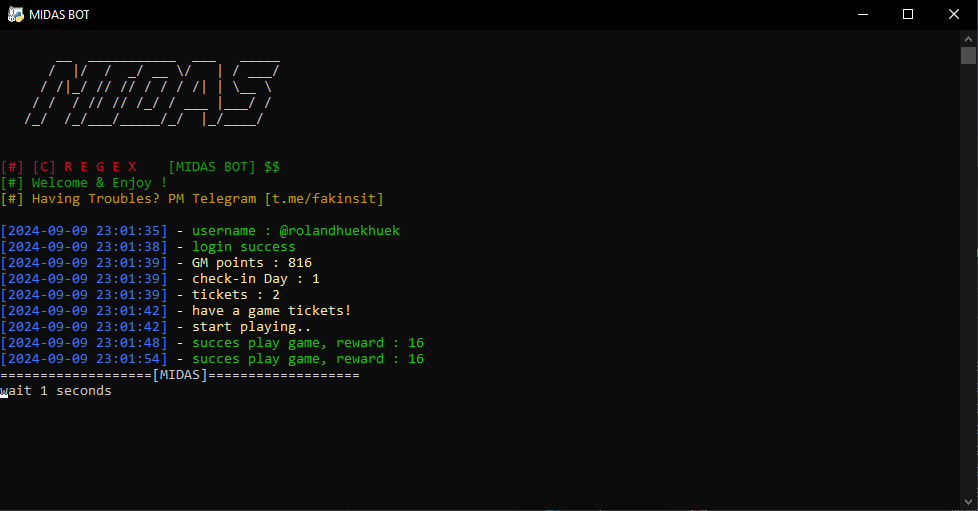 MIDAS BOT
MIDAS
[#] [C] R E G E X    [MIDAS BOT] $$
[#] Welcome & Enjoy !
[#] Having Troubles? PM Telegram [t.me/fakinsit]
[2024-09-09 23:01:35] - username : @rolandhuekhuek
[2024-09-09 23:01:38] - login success
[2024-09-09 23:01:39] - GM points : 816
[2024-09-09 23:01:39] - check-in Day : 1
[2024-09-09 23:01:39] - tickets : 2
[2024-09-09 23:01:42] - have a game tickets!
[2024-09-09 23:01:42] - start playing..
[2024-09-09 23:01:48] - succes play game, reward : 16
[2024-09-09 23:01:54] - succes play game, reward : 16
===================[MIDAS]===================
wait 1 seconds